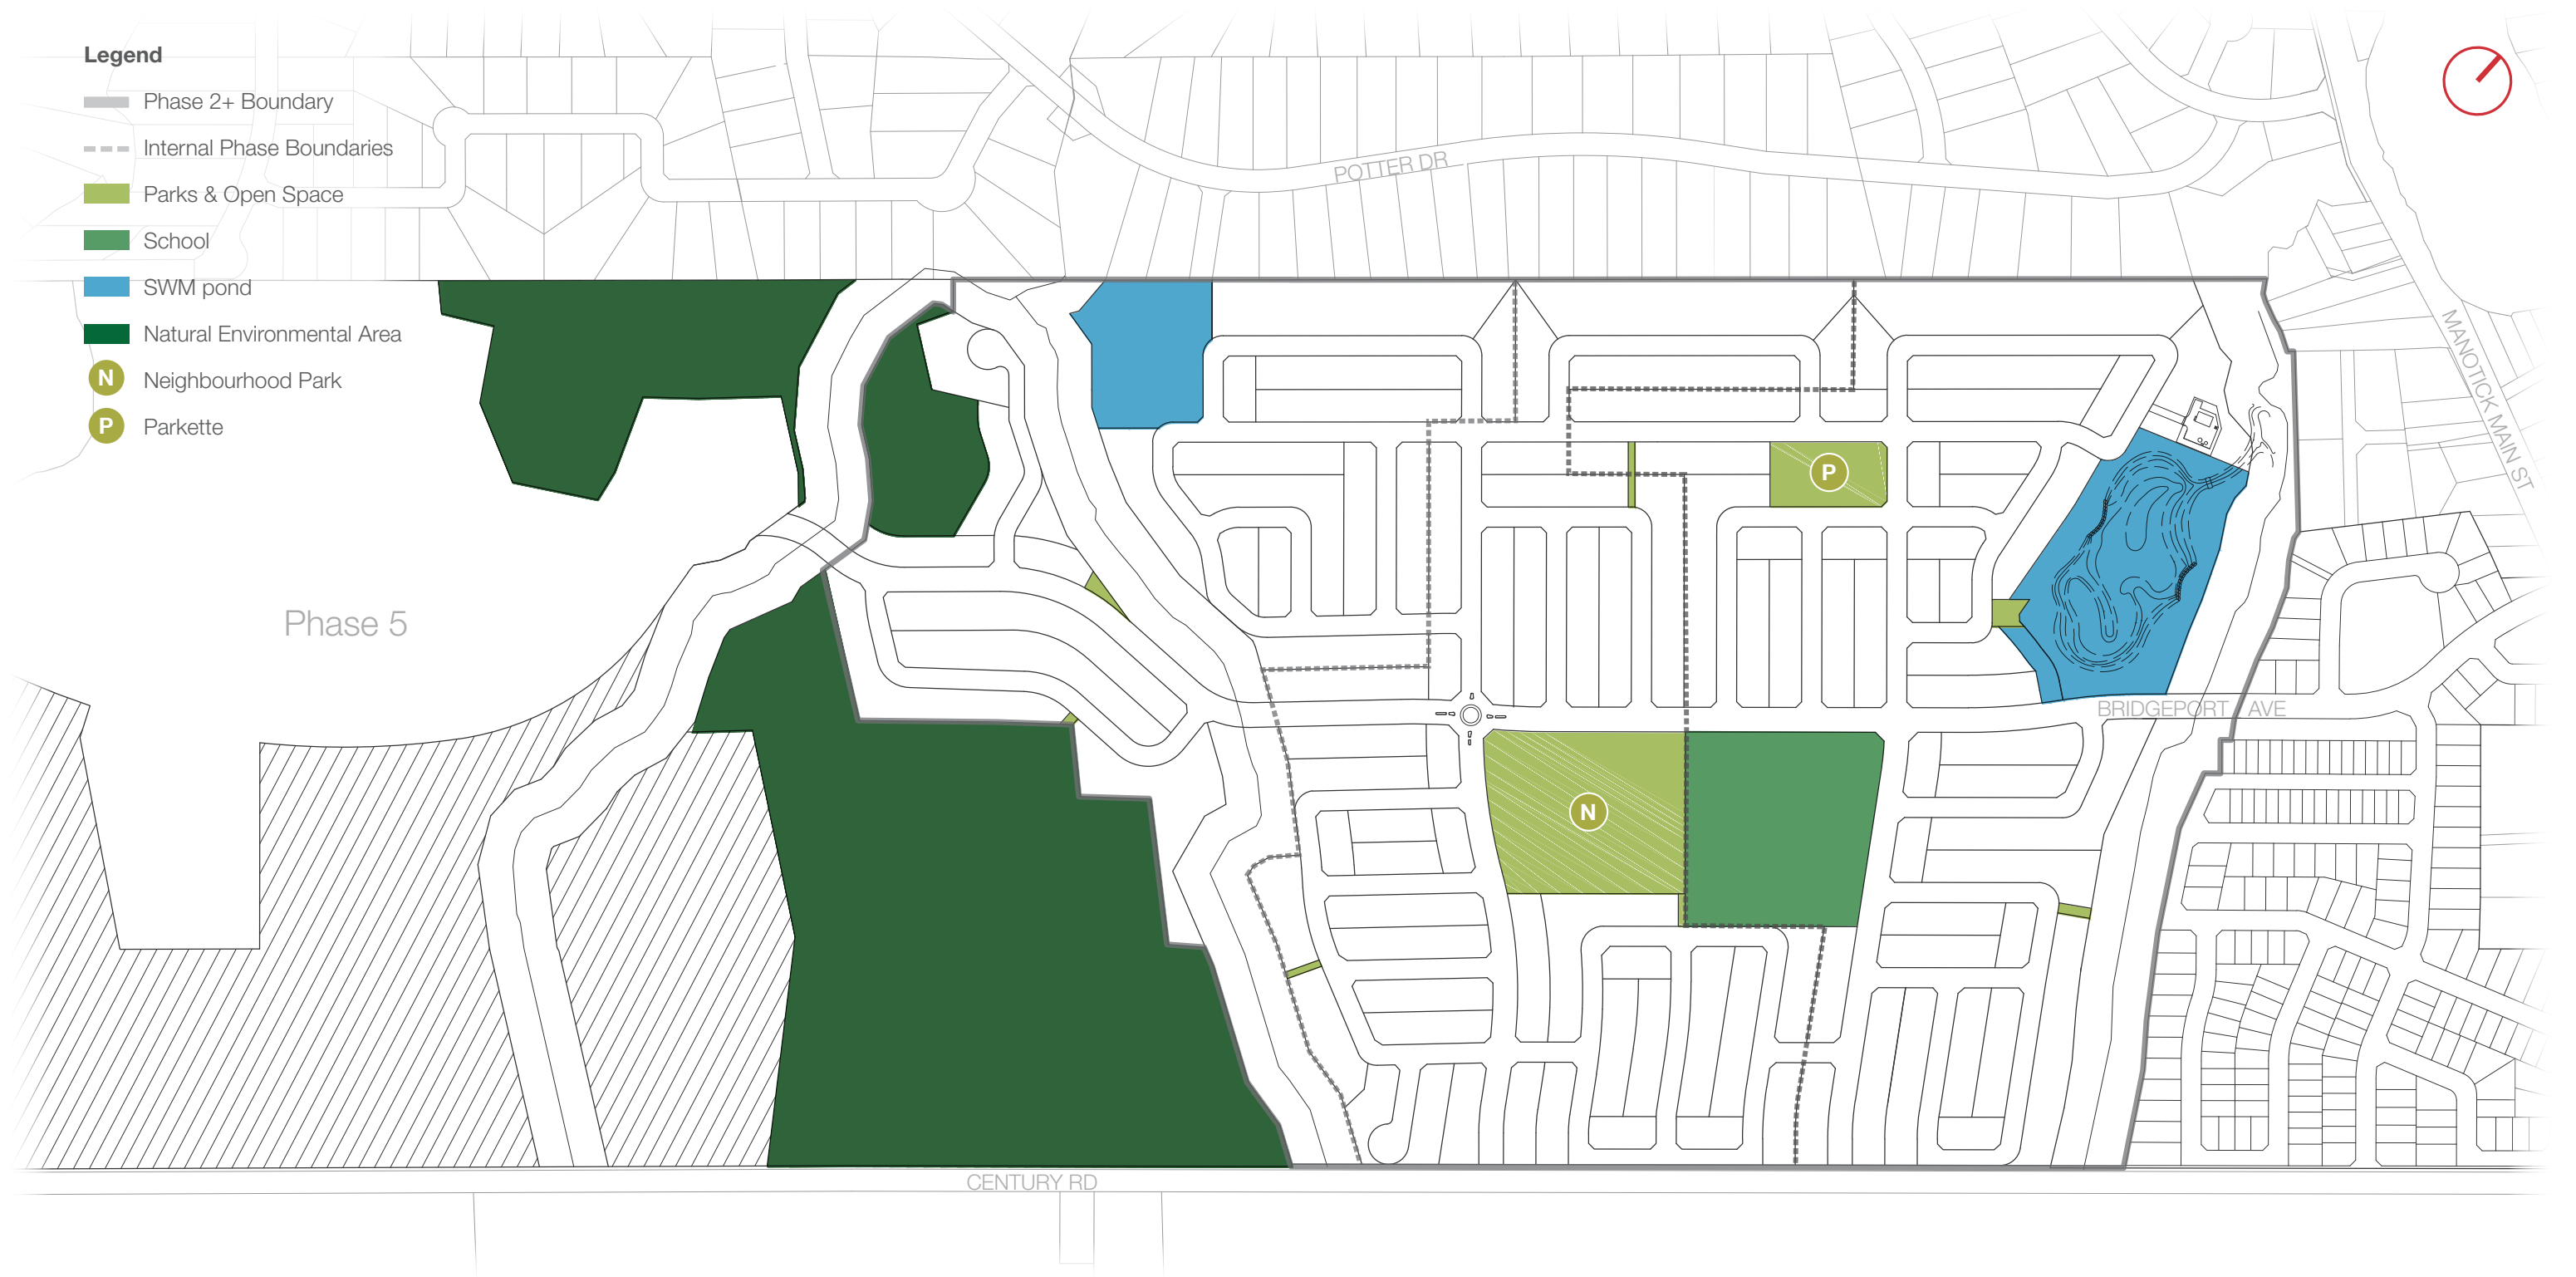 Legend
Phase 2+ Boundary
Internal Phase Boundaries
Parks & Open Space
School
SWM pond
Natural Environmental Area
N Neighbourhood Park
P Parkette
POTTER DR
MANOTICK MAIN ST
P
Phase 5
BRIDGEPORT AVE
N
CENTURY RD